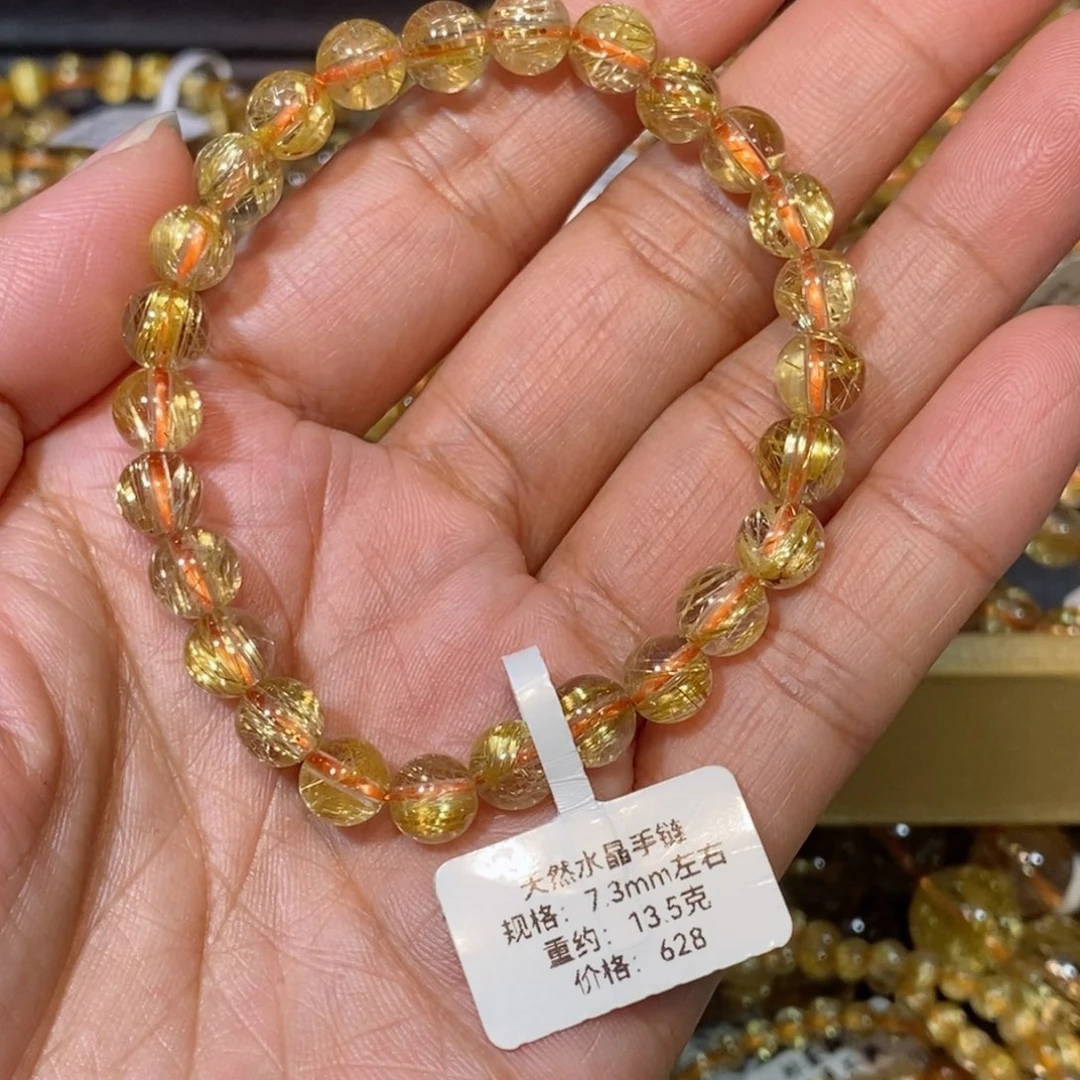 天然水晶手链
规格：7.3mm左右
重约：13.5克
价格：628